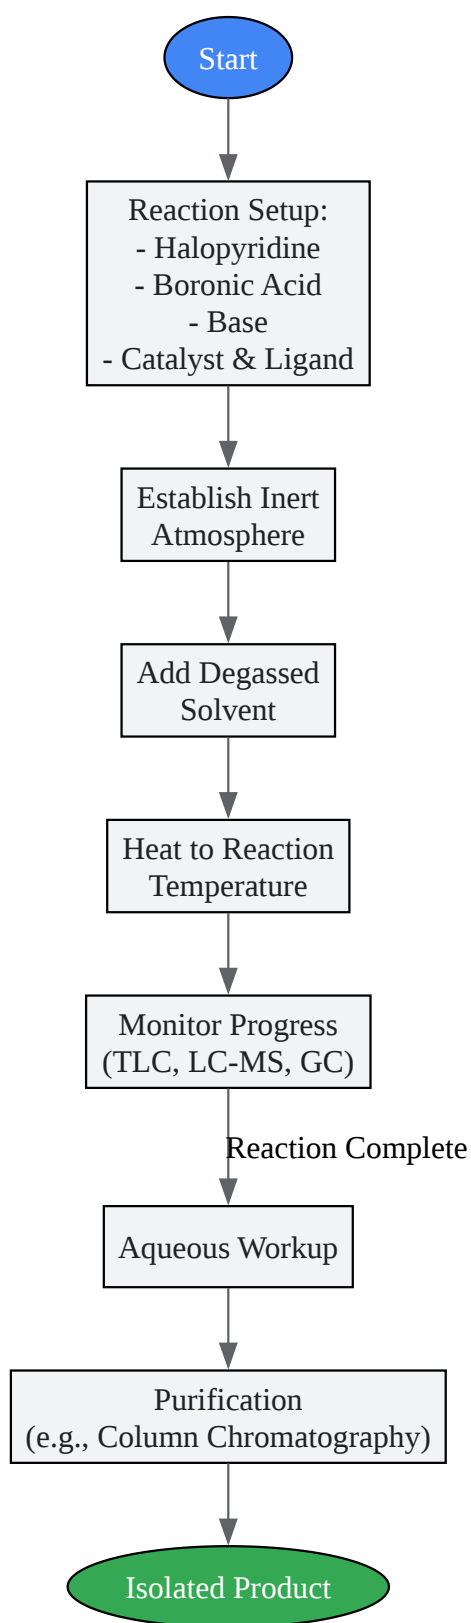 Start
Reaction Setup:
- Halopyridine
- Boronic Acid
- Base
- Catalyst & Ligand
Establish Inert
Atmosphere
Add Degassed
Solvent
Heat to Reaction
Temperature
Monitor Progress
(TLC, LC-MS, GC)
Reaction Complete
Aqueous Workup
Purification
(e.g., Column Chromatography)
Isolated Product